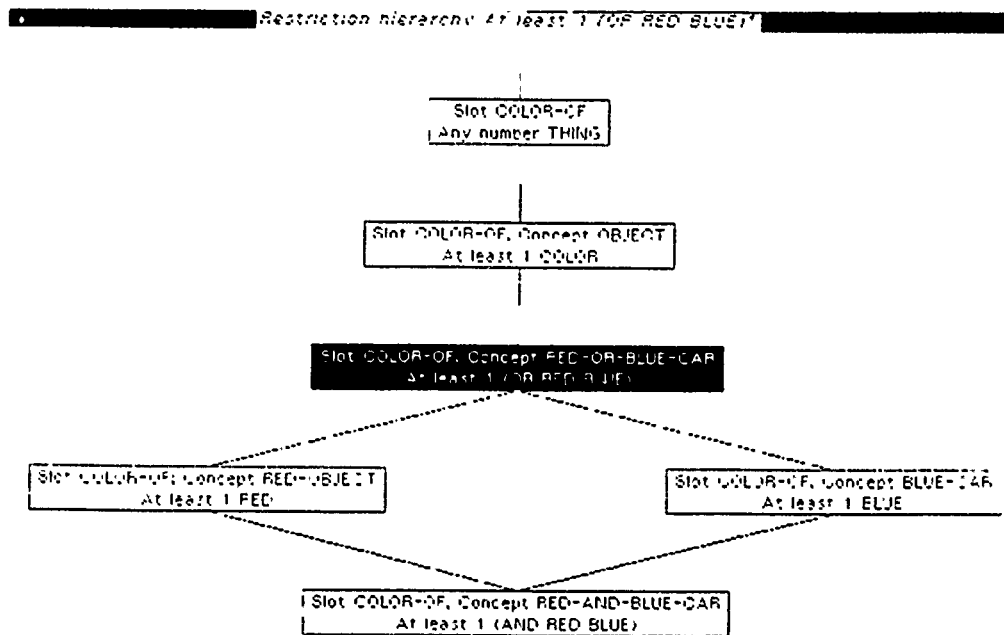 Restriction hierarchy At least 1 (OR RED BLUE)"
Slot COLOR-OF
Any number THING
Slot COLOR-OF, Concept OBJECT
At least 1 COLOR
Slot COLOR-OF, Concept RED-OR-BLUE-CAR
At least 1 (OR RED BLUE)
Slot COLOR-OF, Concept RED-OBJECT
At least 1 RED
Slot COLOR-OF, Concept BLUE-CAR
At least 1 BLUE
Slot COLOR-OF, Concept RED-AND-BLUE-CAR
At least 1 (AND RED BLUE)